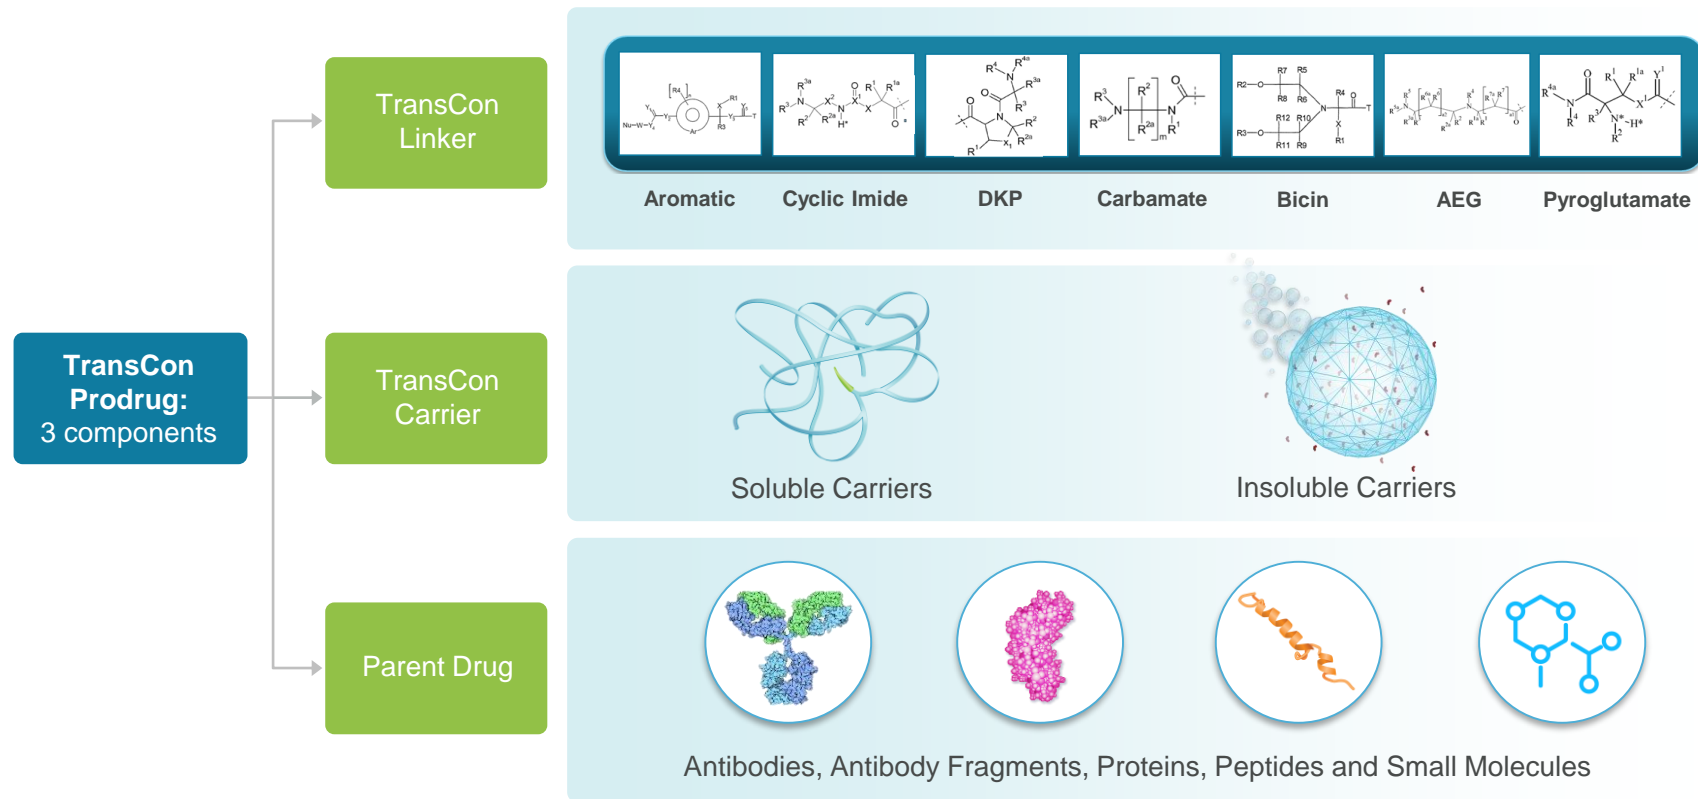 TransCon
Prodrug:
3 components
TransCon
Linker
Aromatic
Cyclic Imide
DKP
Carbamate
Bicin
AEG
Pyroglutamate
TransCon
Carrier
Soluble Carriers
Insoluble Carriers
Parent Drug
Antibodies, Antibody Fragments, Proteins, Peptides and Small Molecules